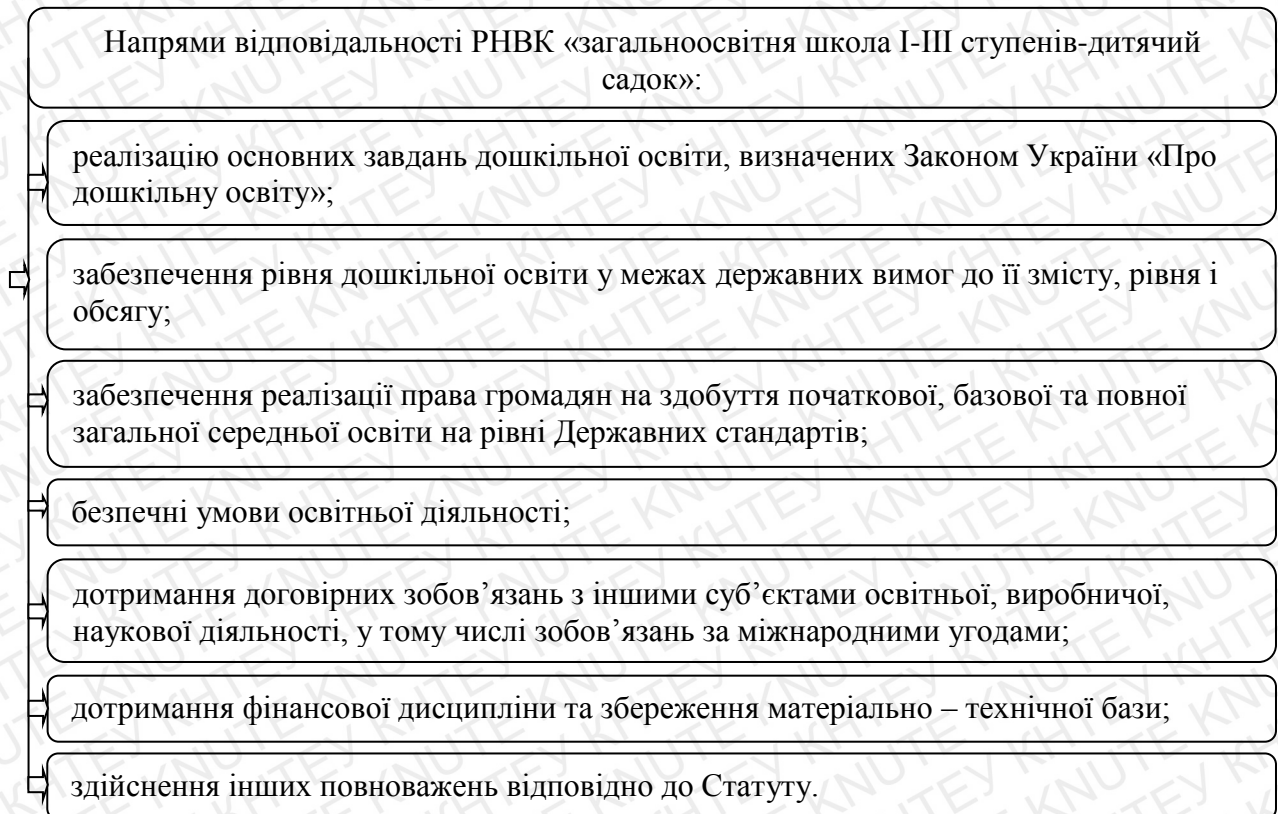 Напрями відповідальності РНВК «загальноосвітня школа І-ІІІ ступенів-дитячий
садок»:
реалізацію основних завдань дошкільної освіти, визначених Законом України «Про
дошкільну освіту»;
забезпечення рівня дошкільної освіти у межах державних вимог до її змісту, рівня і
обсягу;
забезпечення реалізації права громадян на здобуття початкової, базової та повної
загальної середньої освіти на рівні Державних стандартів;
безпечні умови освітньої діяльності;
дотримання договірних зобов’язань з іншими суб’єктами освітньої, виробничої,
наукової діяльності, у тому числі зобов’язань за міжнародними угодами;
дотримання фінансової дисципліни та збереження матеріально – технічної бази;
здійснення інших повноважень відповідно до Статуту.